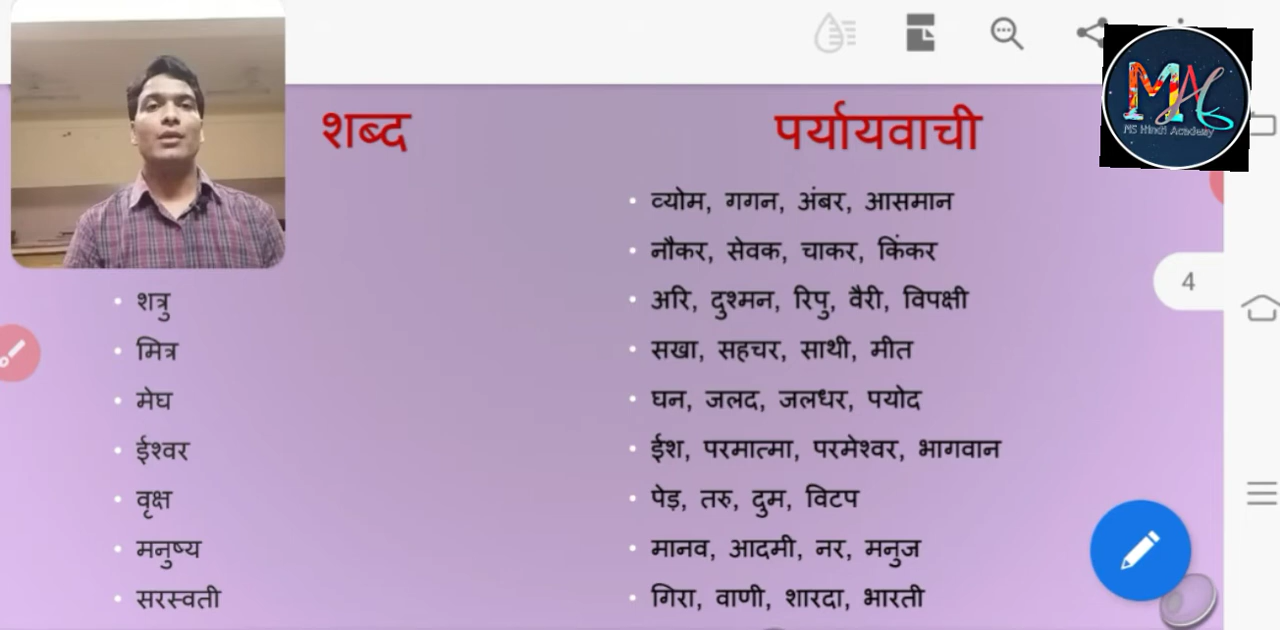 शब्द पर्यायवाची
MAG
MS Hindi Academy
व्योम, गगन, अंबर, आसमान
नौकर, सेवक, चाकर, किंकर
शत्रु अरि, दुश्मन, रिपु, वैरी, विपक्षी
4
मित्र सखा, सहचर, साथी, मीत
मेघ घन, जलद, जलधर, पयोद
ईश्वर ईश, परमात्मा, परमेश्वर, भागवान
वृक्ष पेड़, तरु, दुम, विटप
मनुष्य मानव, आदमी, नर, मनुज
सरस्वती गिरा, वाणी, शारदा, भारती